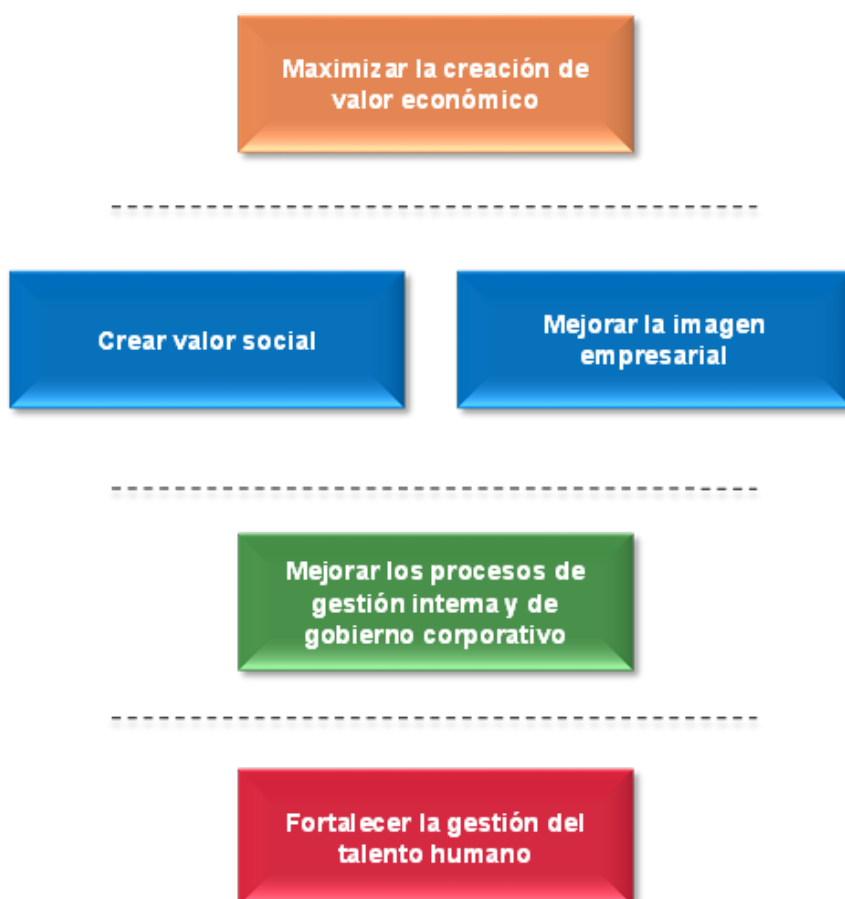 Maximizar la creación de
valor económico
Crear valor social
Mejorar la imagen
empresarial
Mejorar los procesos de
gestión interna y de
gobierno corporativo
Fortalecer la gestión del
talento humano